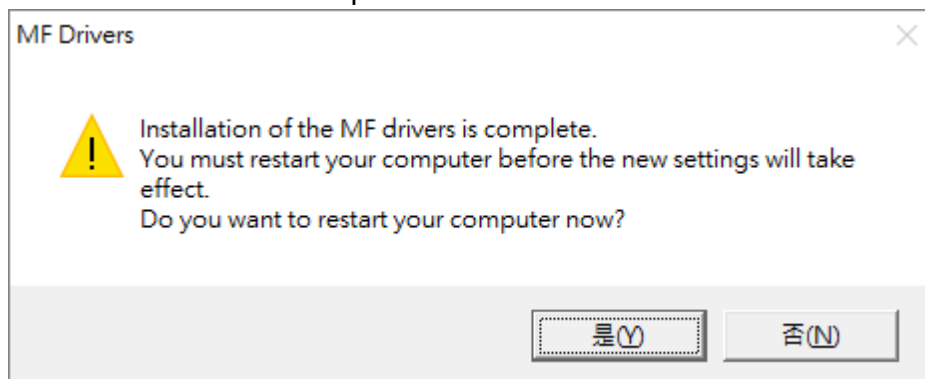 MF Drivers
Installation of the MF drivers is complete.
You must restart your computer before the new settings will take
effect.
Do you want to restart your computer now?
是(Y)
否(N)